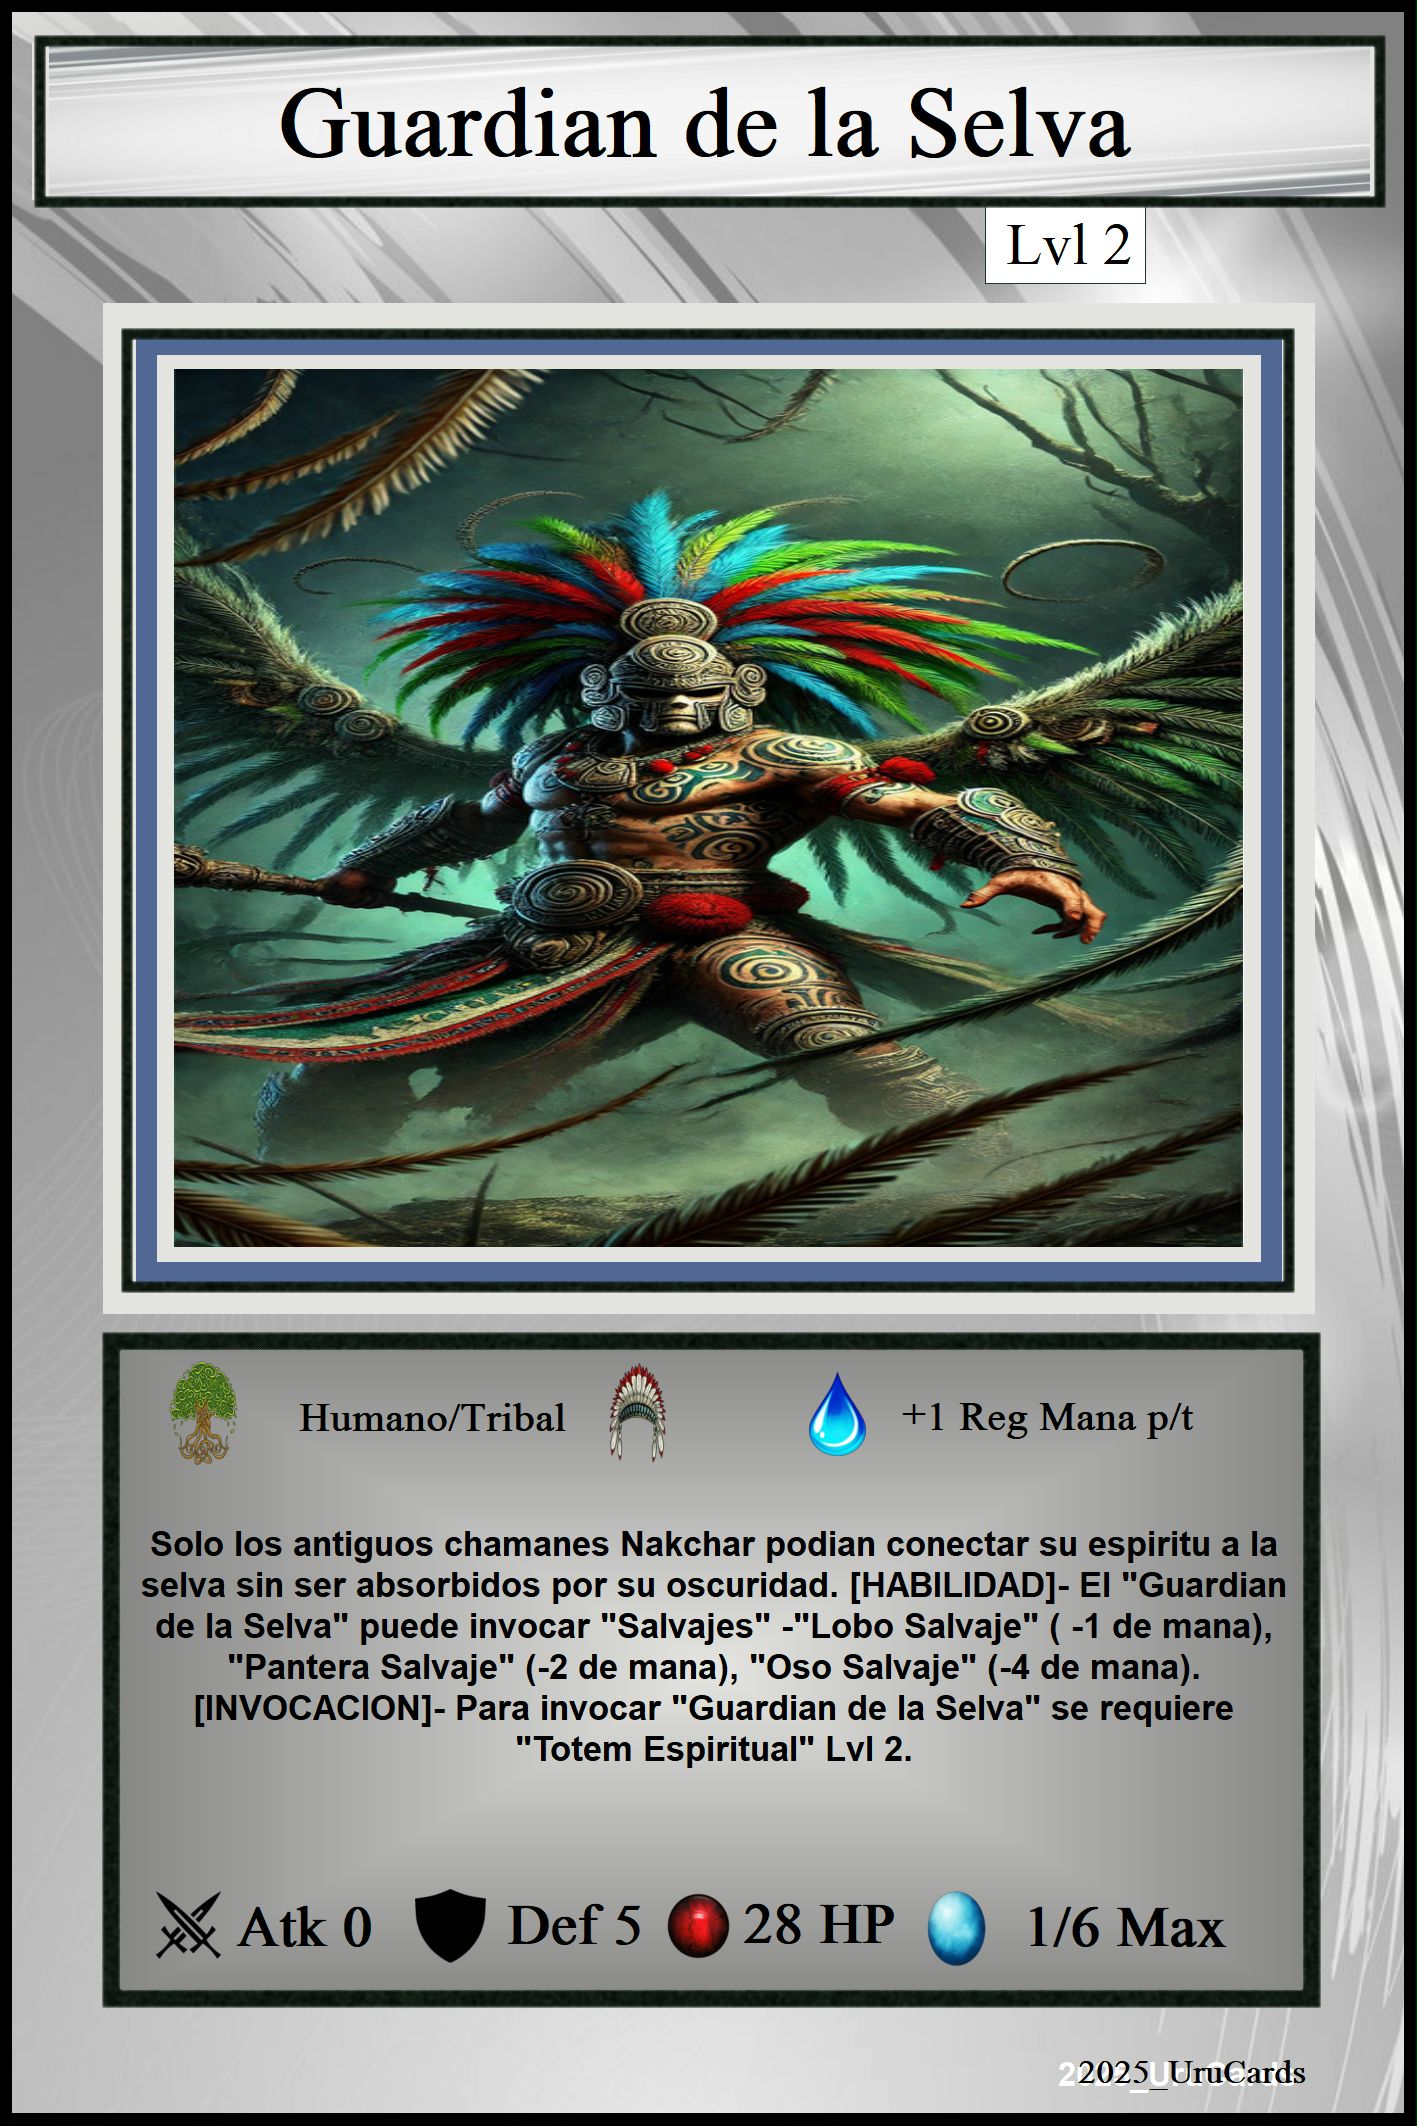 Guardian de la Selva
Lvl 2
Humano/Tribal
+1 Reg Mana p/t
Solo los antiguos chamanes Nakchar podian conectar su espiritu a la
selva sin ser absorbidos por su oscuridad. [HABILIDAD]- El "Guardian
de la Selva" puede invocar "Salvajes" -"Lobo Salvaje" ( -1 de mana),
"Pantera Salvaje" (-2 de mana), "Oso Salvaje" (-4 de mana).
[INVOCACION]- Para invocar "Guardian de la Selva" se requiere
"Totem Espiritual" Lvl 2.
Atk 0 Def 5 28 HP 1/6 Max
2025_UruCards